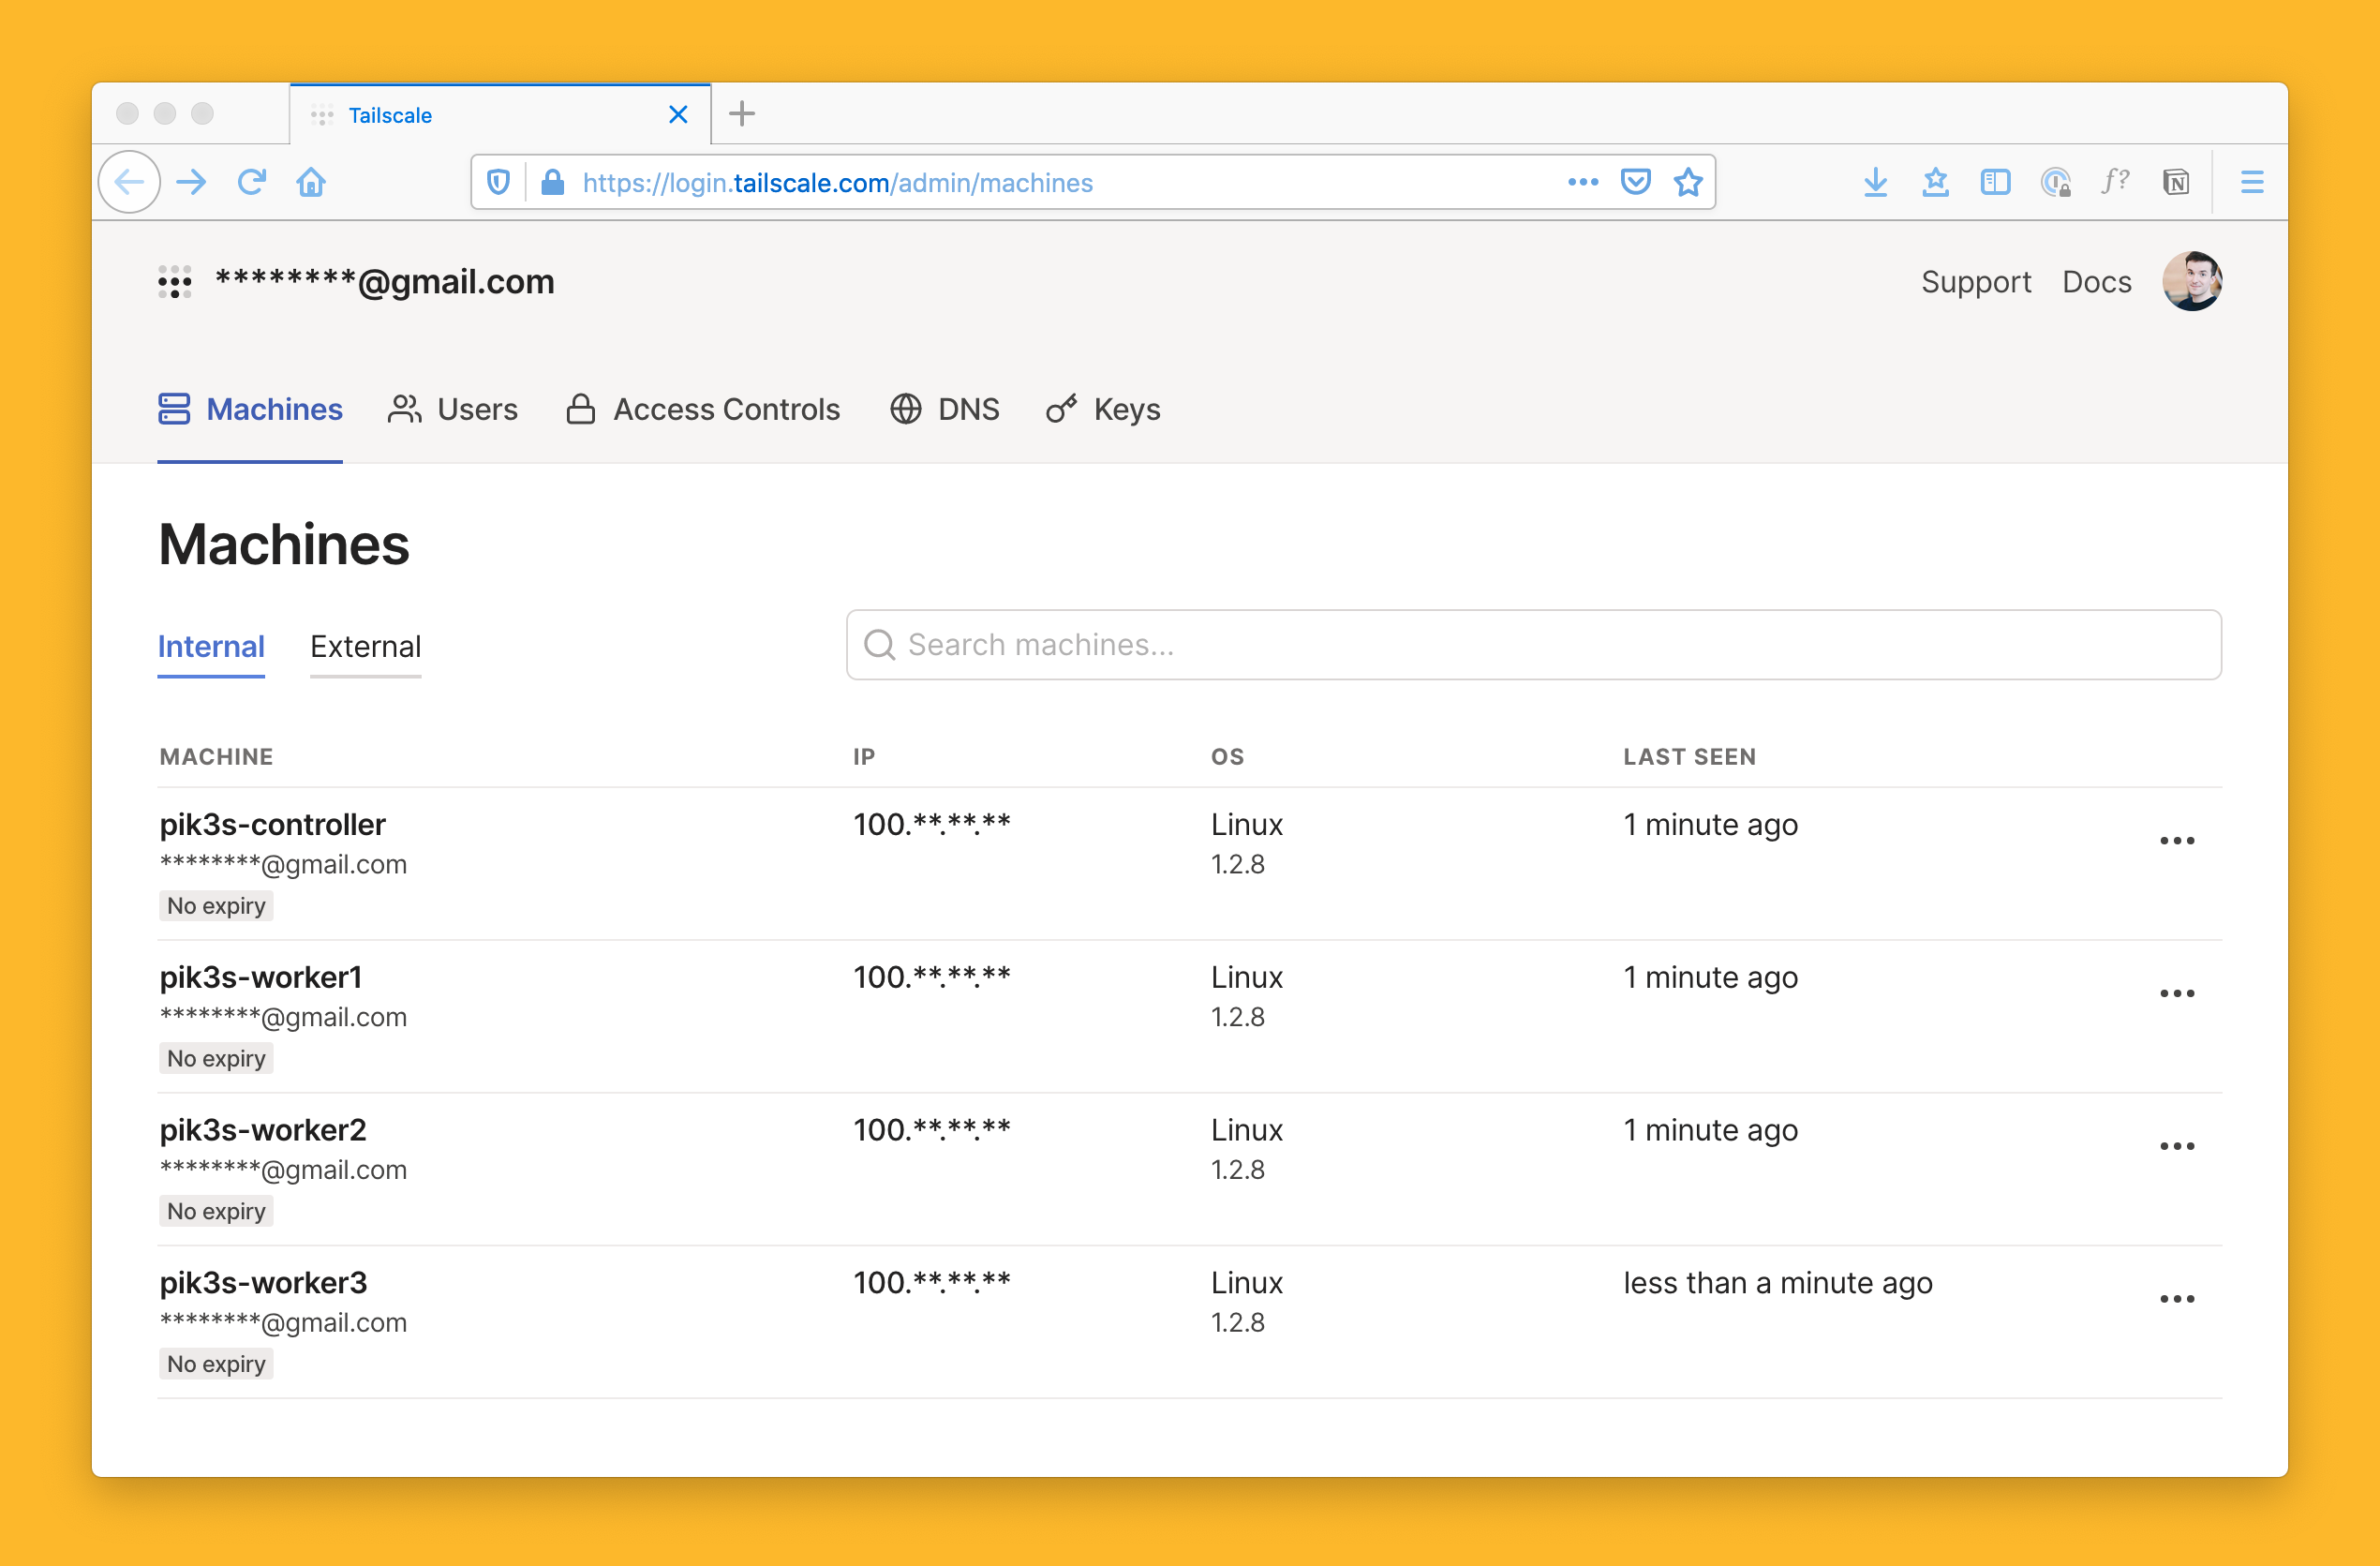 Tailscale
https://login.tailscale.com/admin/machines
********@gmail.com
Support Docs
Machines Users Access Controls DNS Keys
Machines
Internal External Search machines...
MACHINE IP OS LAST SEEN
pik3s-controller 100.**.**.** Linux 1 minute ago
********@gmail.com 1.2.8
No expiry
pik3s-worker1 100.**.**.** Linux 1 minute ago
********@gmail.com 1.2.8
No expiry
pik3s-worker2 100.**.**.** Linux 1 minute ago
********@gmail.com 1.2.8
No expiry
pik3s-worker3 100.**.**.** Linux less than a minute ago
********@gmail.com 1.2.8
No expiry